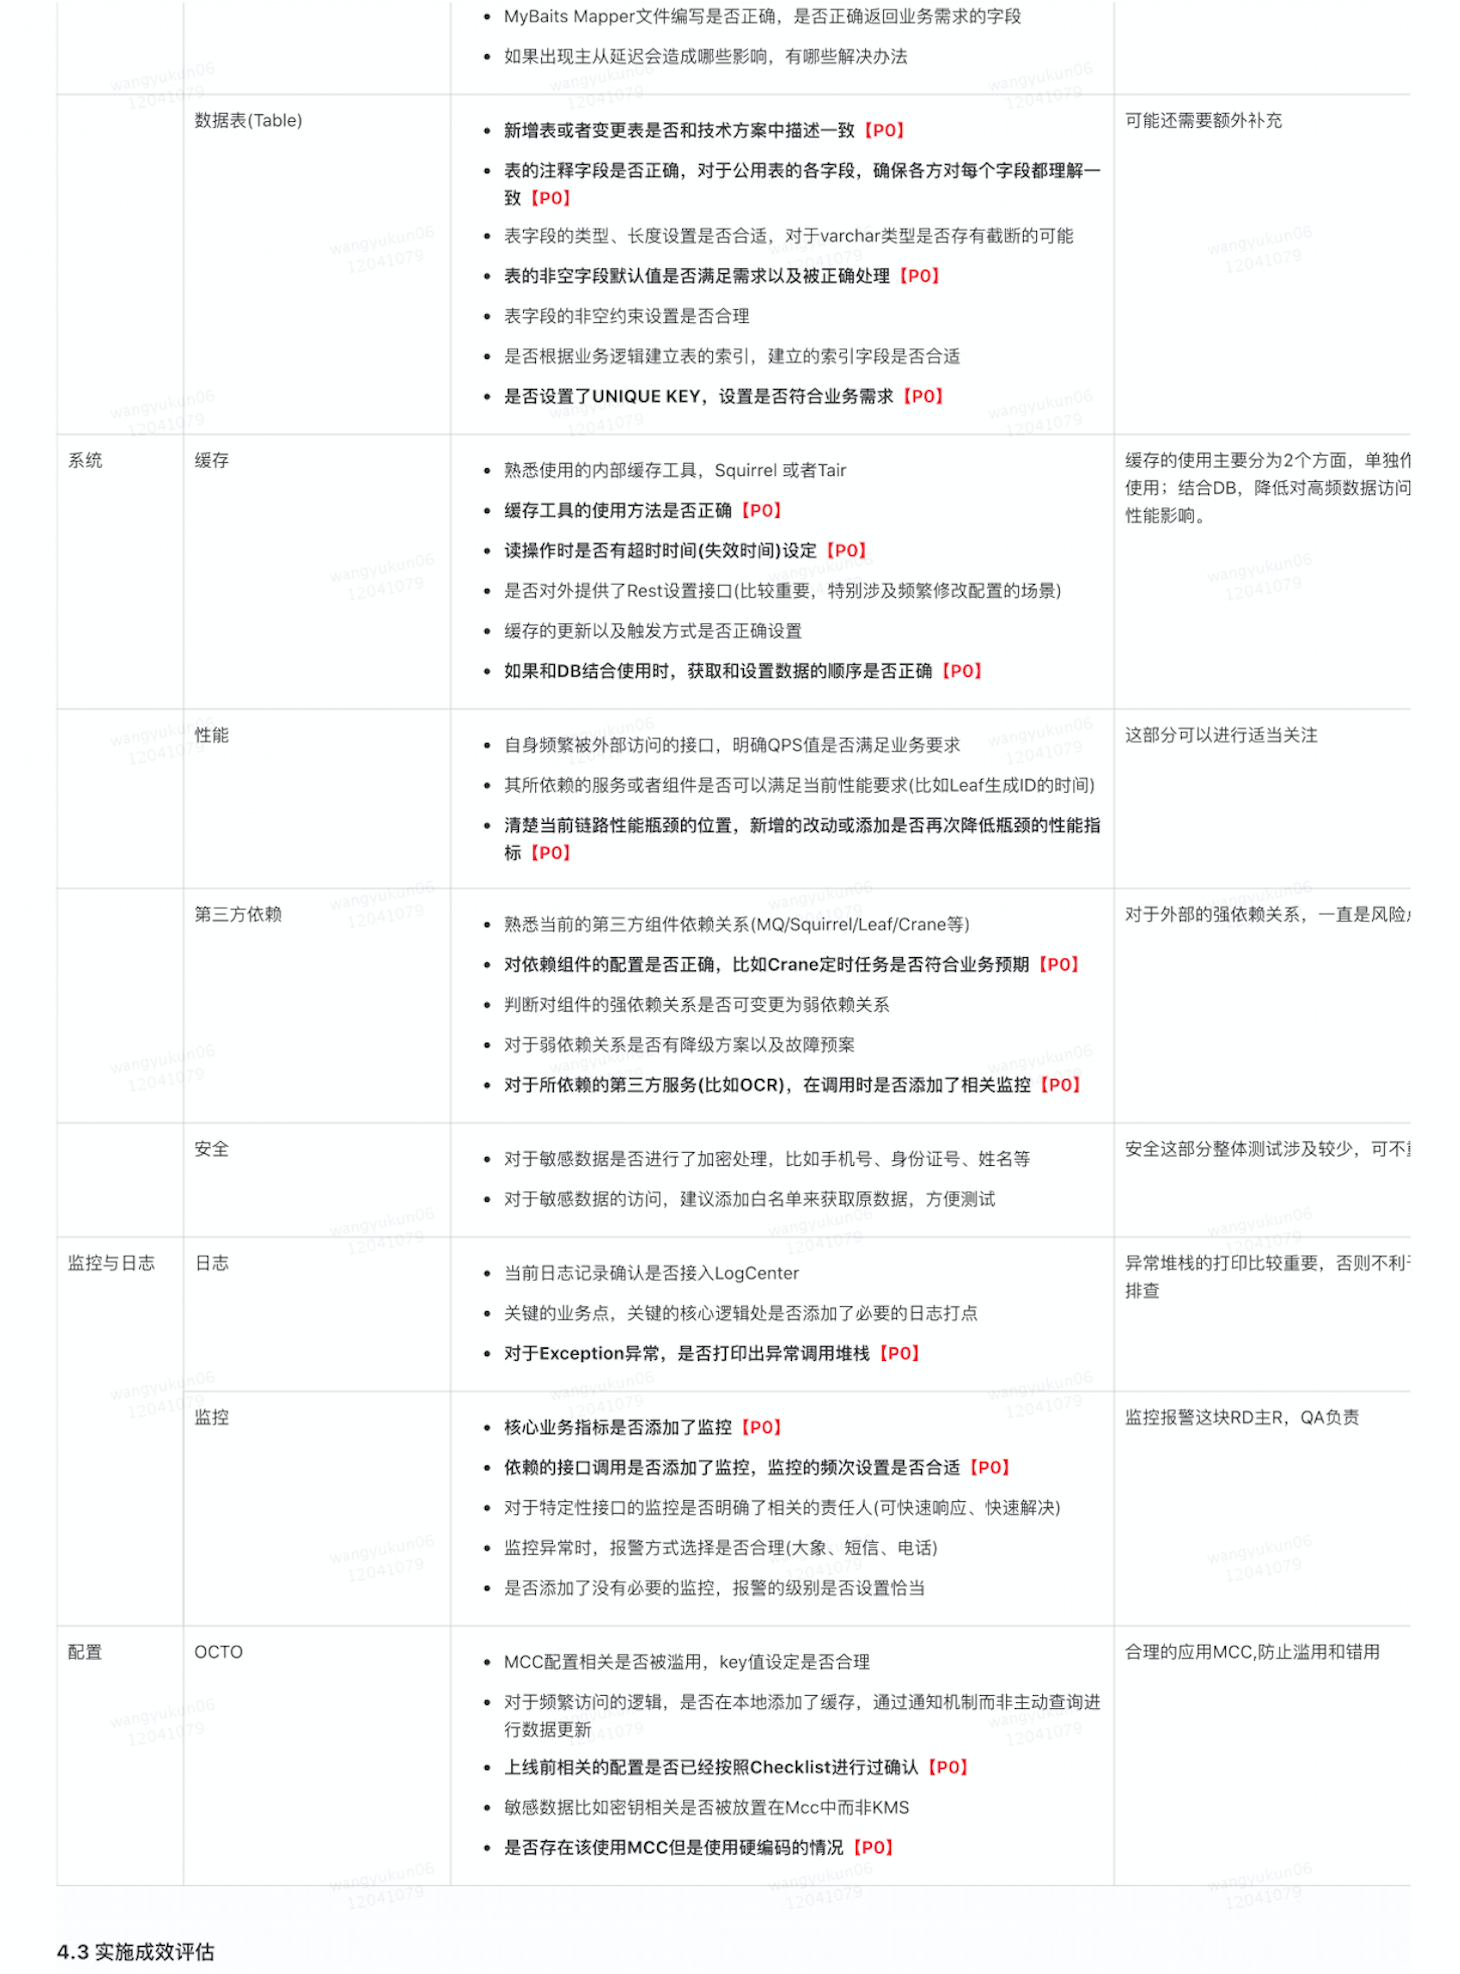 MyBaits Mapper文件编写是否正确，是否正确返回业务需求的字段
如果出现主从延迟会造成哪些影响，有哪些解决办法
数据表(Table)
新增表或者变更表是否和技术方案中描述一致【P0】
表的注释字段是否正确，对于公用表的各字段，确保各方对每个字段都理解一
致【P0】
表字段的类型、长度设置是否合适，对于varchar类型是否存有截断的可能
表的非空字段默认值是否满足需求以及被正确处理【P0】
表字段的非空约束设置是否合理
是否根据业务逻辑建立表的索引，建立的索引字段是否合适
是否设置了UNIQUE KEY，设置是否符合业务需求【P0】
可能还需要额外补充
系统
缓存
熟悉使用的内部缓存工具，Squirrel 或者Tair
缓存工具的使用方法是否正确【P0】
读操作时是否有超时时间(失效时间)设定【P0】
是否对外提供了Rest设置接口(比较重要，特别涉及频繁修改配置的场景)
缓存的更新以及触发方式是否正确设置
如果和DB结合使用时，获取和设置数据的顺序是否正确【P0】
缓存的使用主要分为2个方面，单独作
使用；结合DB，降低对高频数据访问
性能影响。
性能
自身频繁被外部访问的接口，明确QPS值是否满足业务要求
其所依赖的服务或者组件是否可以满足当前性能要求(比如Leaf生成ID的时间)
清楚当前链路性能瓶颈的位置，新增的改动或添加是否再次降低瓶颈的性能指
标【P0】
这部分可以进行适当关注
第三方依赖
熟悉当前的第三方组件依赖关系(MQ/Squirrel/Leaf/Crane等)
对依赖组件的配置是否正确，比如Crane定时任务是否符合业务预期【P0】
判断对组件的强依赖关系是否可变更为弱依赖关系
对于弱依赖关系是否有降级方案以及故障预案
对于所依赖的第三方服务(比如OCR)，在调用时是否添加了相关监控【P0】
对于外部的强依赖关系，一直是风险
安全
对于敏感数据是否进行了加密处理，比如手机号、身份证号、姓名等
对于敏感数据的访问，建议添加白名单来获取原数据，方便测试
安全这部分整体测试涉及较少，可不
监控与日志
日志
当前日志记录确认是否接入LogCenter
关键的业务点，关键的核心逻辑处是否添加了必要的日志打点
对于Exception异常，是否打印出异常调用堆栈【P0】
异常堆栈的打印比较重要，否则不利
排查
监控
核心业务指标是否添加了监控【P0】
依赖的接口调用是否添加了监控，监控的频次设置是否合适【P0】
对于特定性接口的监控是否明确了相关的责任人(可快速响应、快速解决)
监控异常时，报警方式选择是否合理(大象、短信、电话)
是否添加了没有必要的监控，报警的级别是否设置恰当
监控报警这块RD主R，QA负责
配置
OCTO
MCC配置相关是否被滥用，key值设定是否合理
对于频繁访问的逻辑，是否在本地添加了缓存，通过通知机制而非主动查询进
行数据更新
上线前相关的配置是否已经按照Checklist进行过确认【P0】
敏感数据比如密钥相关是否被放置在Mcc中而非KMS
是否存在该使用MCC但是使用硬编码的情况【P0】
合理的应用MCC,防止滥用和错用
4.3 实施成效评估
wangyukun06
12041079